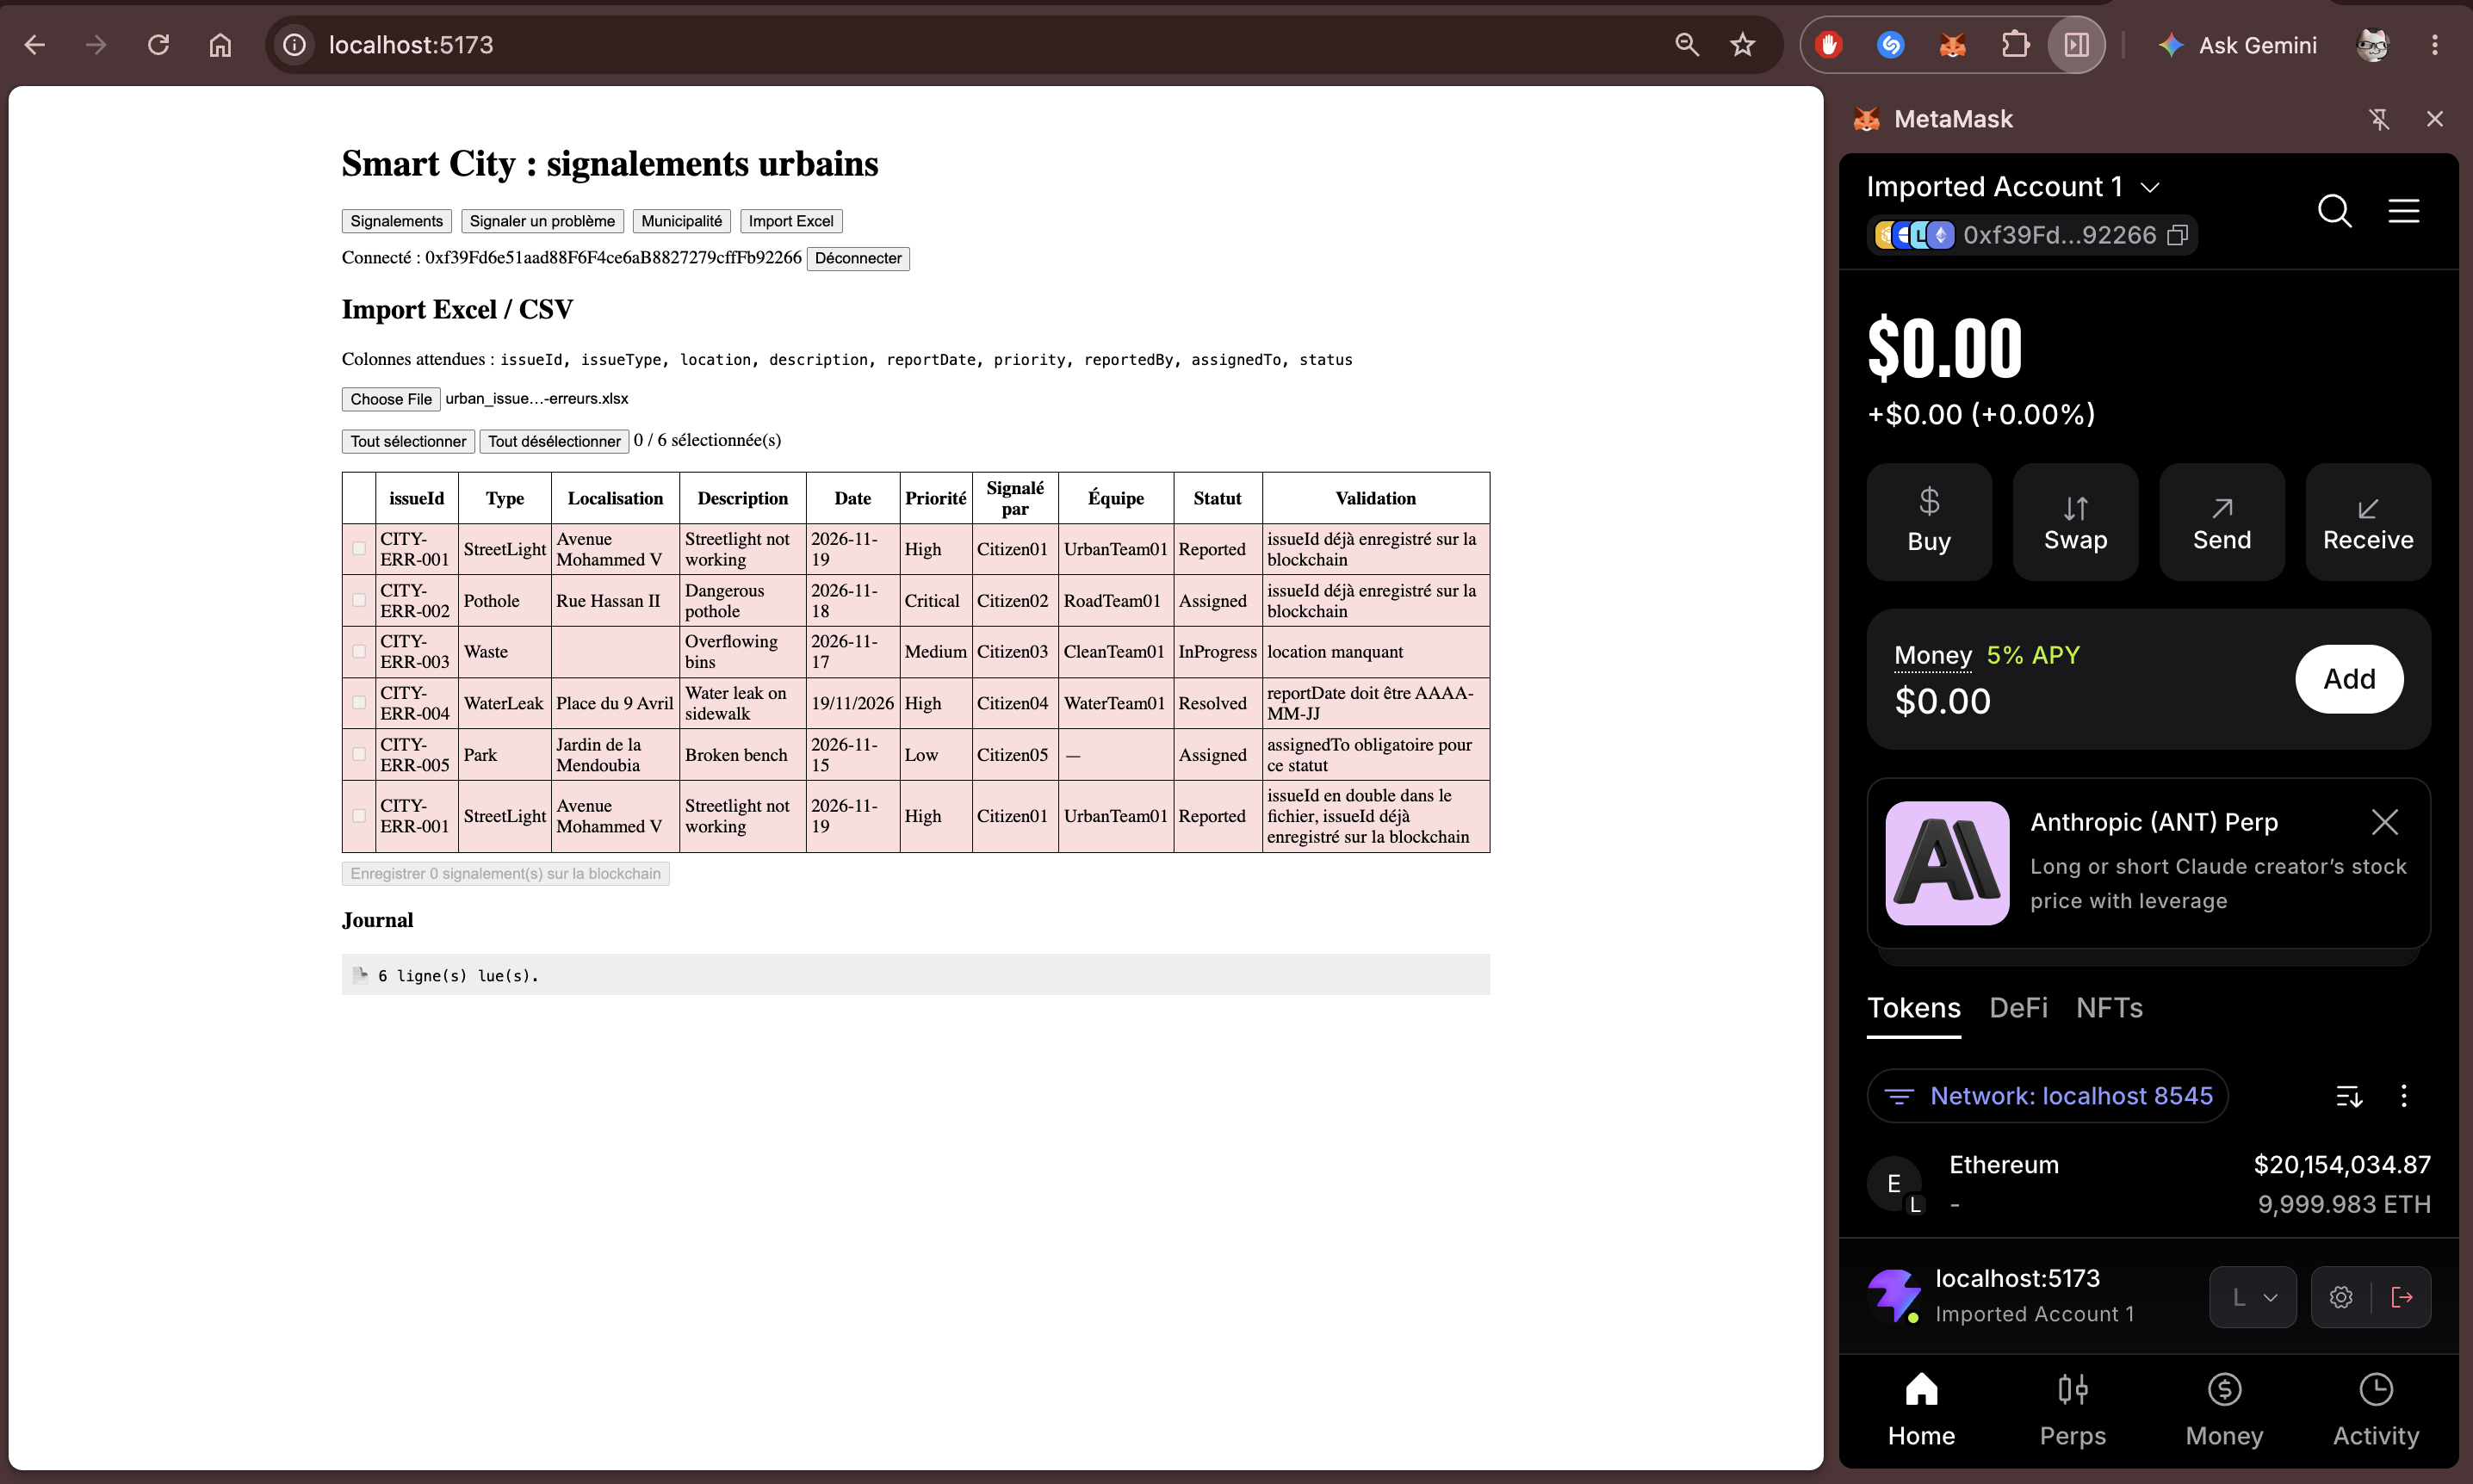 localhost:5173
Ask Gemini
Smart City : signalements urbains
Signalements Signaler un problème Municipalité Import Excel
Connecté : 0xf39Fd6e51aad88F6F4ce6aB8827279cffFb92266 Déconnecter
Import Excel / CSV
Colonnes attendues : issueId, issueType, location, description, reportDate, priority, reportedBy, assignedTo, status
Choose File urban_issue…-erreurs.xlsx
Tout sélectionner Tout désélectionner 0 / 6 sélectionnée(s)
issueId Type Localisation Description Date Priorité Signalé par Équipe Statut Validation
CITY-ERR-001 StreetLight Avenue Mohammed V Streetlight not working 2026-11-19 High Citizen01 UrbanTeam01 Reported issueId déjà enregistré sur la blockchain
CITY-ERR-002 Pothole Rue Hassan II Dangerous pothole 2026-11-18 Critical Citizen02 RoadTeam01 Assigned issueId déjà enregistré sur la blockchain
CITY-ERR-003 Waste Overflowing bins 2026-11-17 Medium Citizen03 CleanTeam01 InProgress location manquant
CITY-ERR-004 WaterLeak Place du 9 Avril Water leak on sidewalk 19/11/2026 High Citizen04 WaterTeam01 Resolved reportDate doit être AAAA-MM-JJ
CITY-ERR-005 Park Jardin de la Mendoubia Broken bench 2026-11-15 Low Citizen05 — Assigned assignedTo obligatoire pour ce statut
CITY-ERR-001 StreetLight Avenue Mohammed V Streetlight not working 2026-11-19 High Citizen01 UrbanTeam01 Reported issueId en double dans le fichier, issueId déjà enregistré sur la blockchain
Enregistrer 0 signalement(s) sur la blockchain
Journal
6 ligne(s) lue(s).
MetaMask
Imported Account 1
L 0xf39Fd...92266
$0.00
+$0.00 (+0.00%)
Buy Swap Send Receive
Money 5% APY
$0.00
Add
Anthropic (ANT) Perp
Long or short Claude creator's stock
price with leverage
Tokens DeFi NFTs
Network: localhost 8545
E L
Ethereum $20,154,034.87
- 9,999.983 ETH
localhost:5173
Imported Account 1
L
Home Perps Money Activity